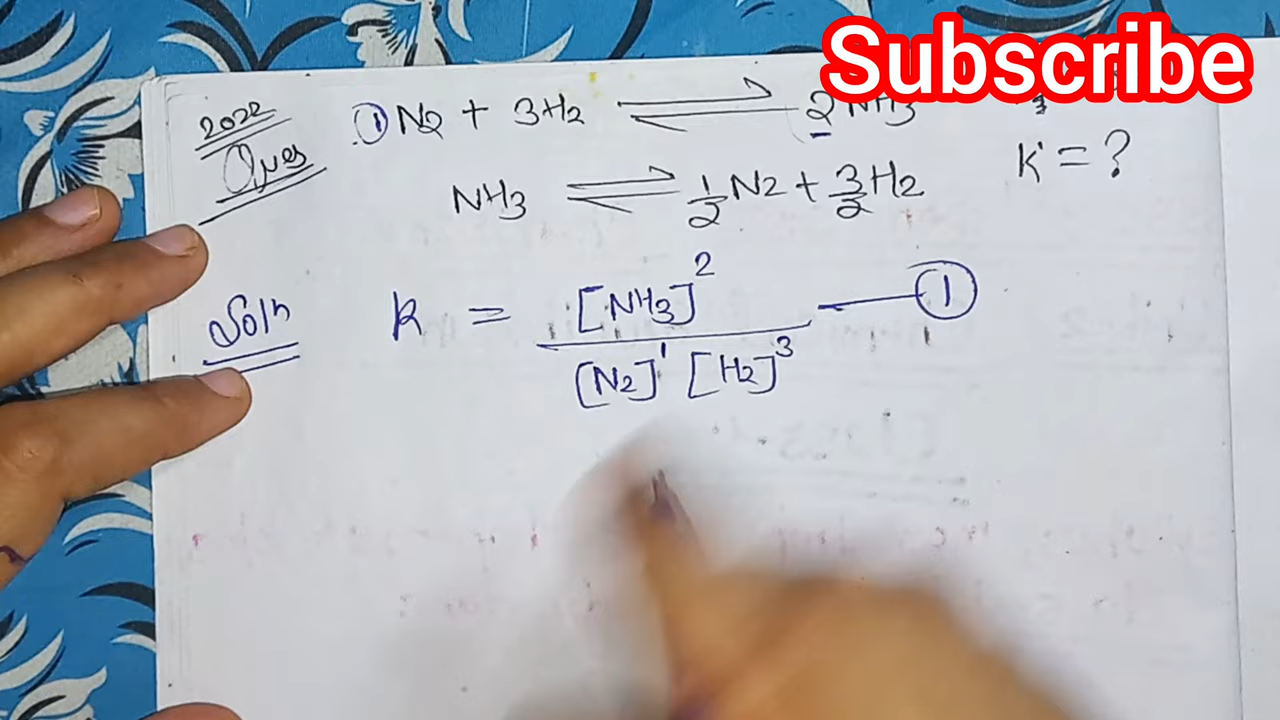 Subscribe
2022
Ques
① N2 + 3H2 ⇌ 2NH3
K' = ?
NH3 ⇌ 1/2 N2 + 3/2 H2
Soln
K = [NH3]^2 / [N2]^1 [H2]^3 — ①